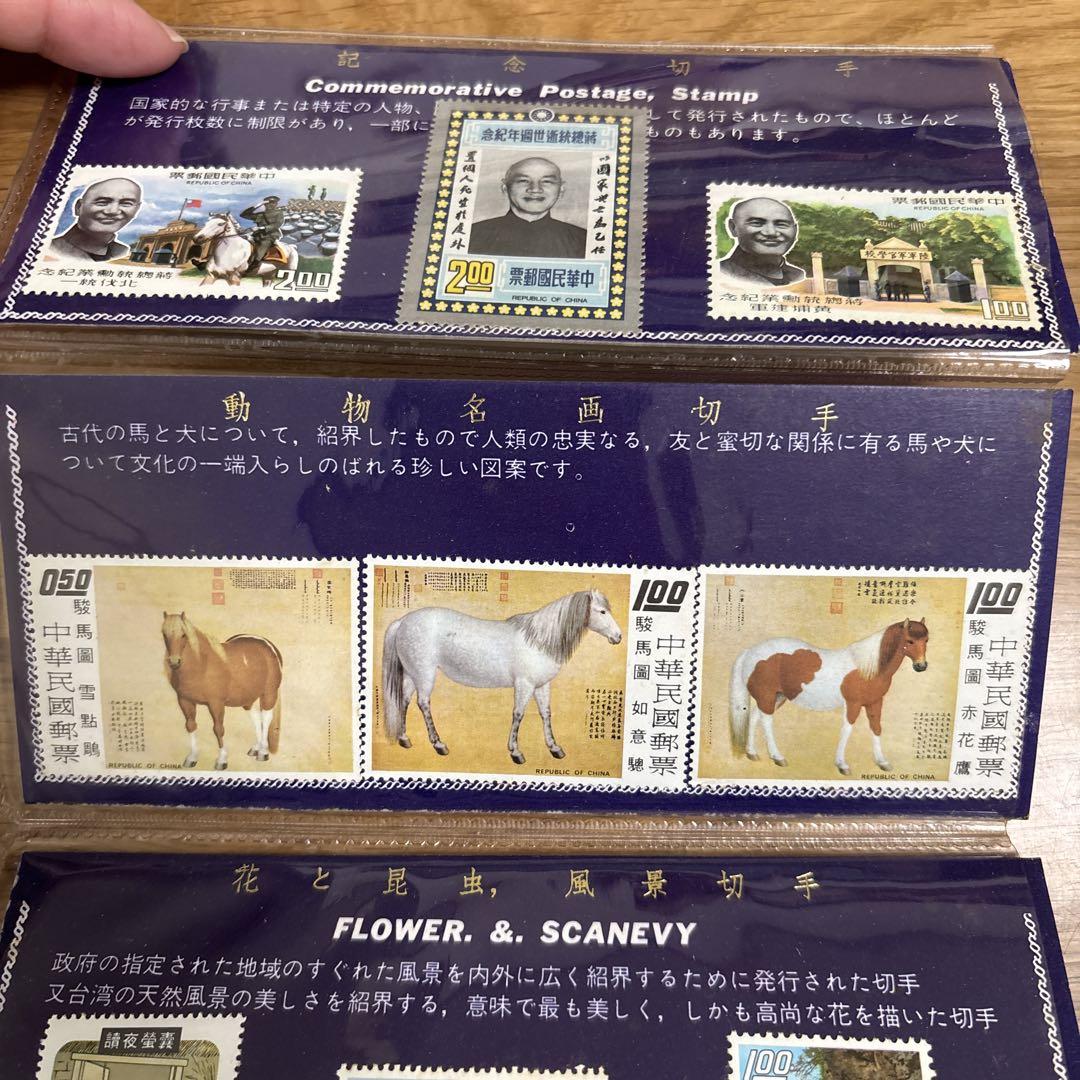 記念切手
Commemorative Postage, Stamp
国家的な行事または特定の人物、
して発行されたもので、ほとんど
が発行枚数に制限があり，一部に
ものもあります。
票郵國民華中
REPUBLIC OF CHINA
念紀業勳統總蔣
一統伐北
2.00
念紀年週世逝統總蔣
以國家興亡為己任
置個人死生於度外
2.00
票郵國民華中
REPUBLIC OF CHINA
票郵國民華中
REPUBLIC OF CHINA
校學官軍軍陸
念紀業勳統總蔣
軍建埔黃
1.00
動物名画切手
古代の馬と犬について，紹界したもので人類の忠実なる，友と蜜切な関係に有る馬や犬に
ついて文化の一端入らしのばれる珍しい図案です。
0.50
駿馬圖 雪點鵰
中華民國郵票
REPUBLIC OF CHINA
1.00
中華民國郵票
駿馬圖 如意驄
REPUBLIC OF CHINA
1.00
中華民國郵票
駿馬圖 赤花鷹
REPUBLIC OF CHINA
花と昆虫，風景切手
FLOWER. &. SCANEVY
政府の指定された地域のすぐれた風景を内外に広く紹界するために発行された切手
又台湾の天然風景の美しさを紹界する，意味で最も美しく，しかも高尚な花を描いた切手
讀夜螢囊
1.00